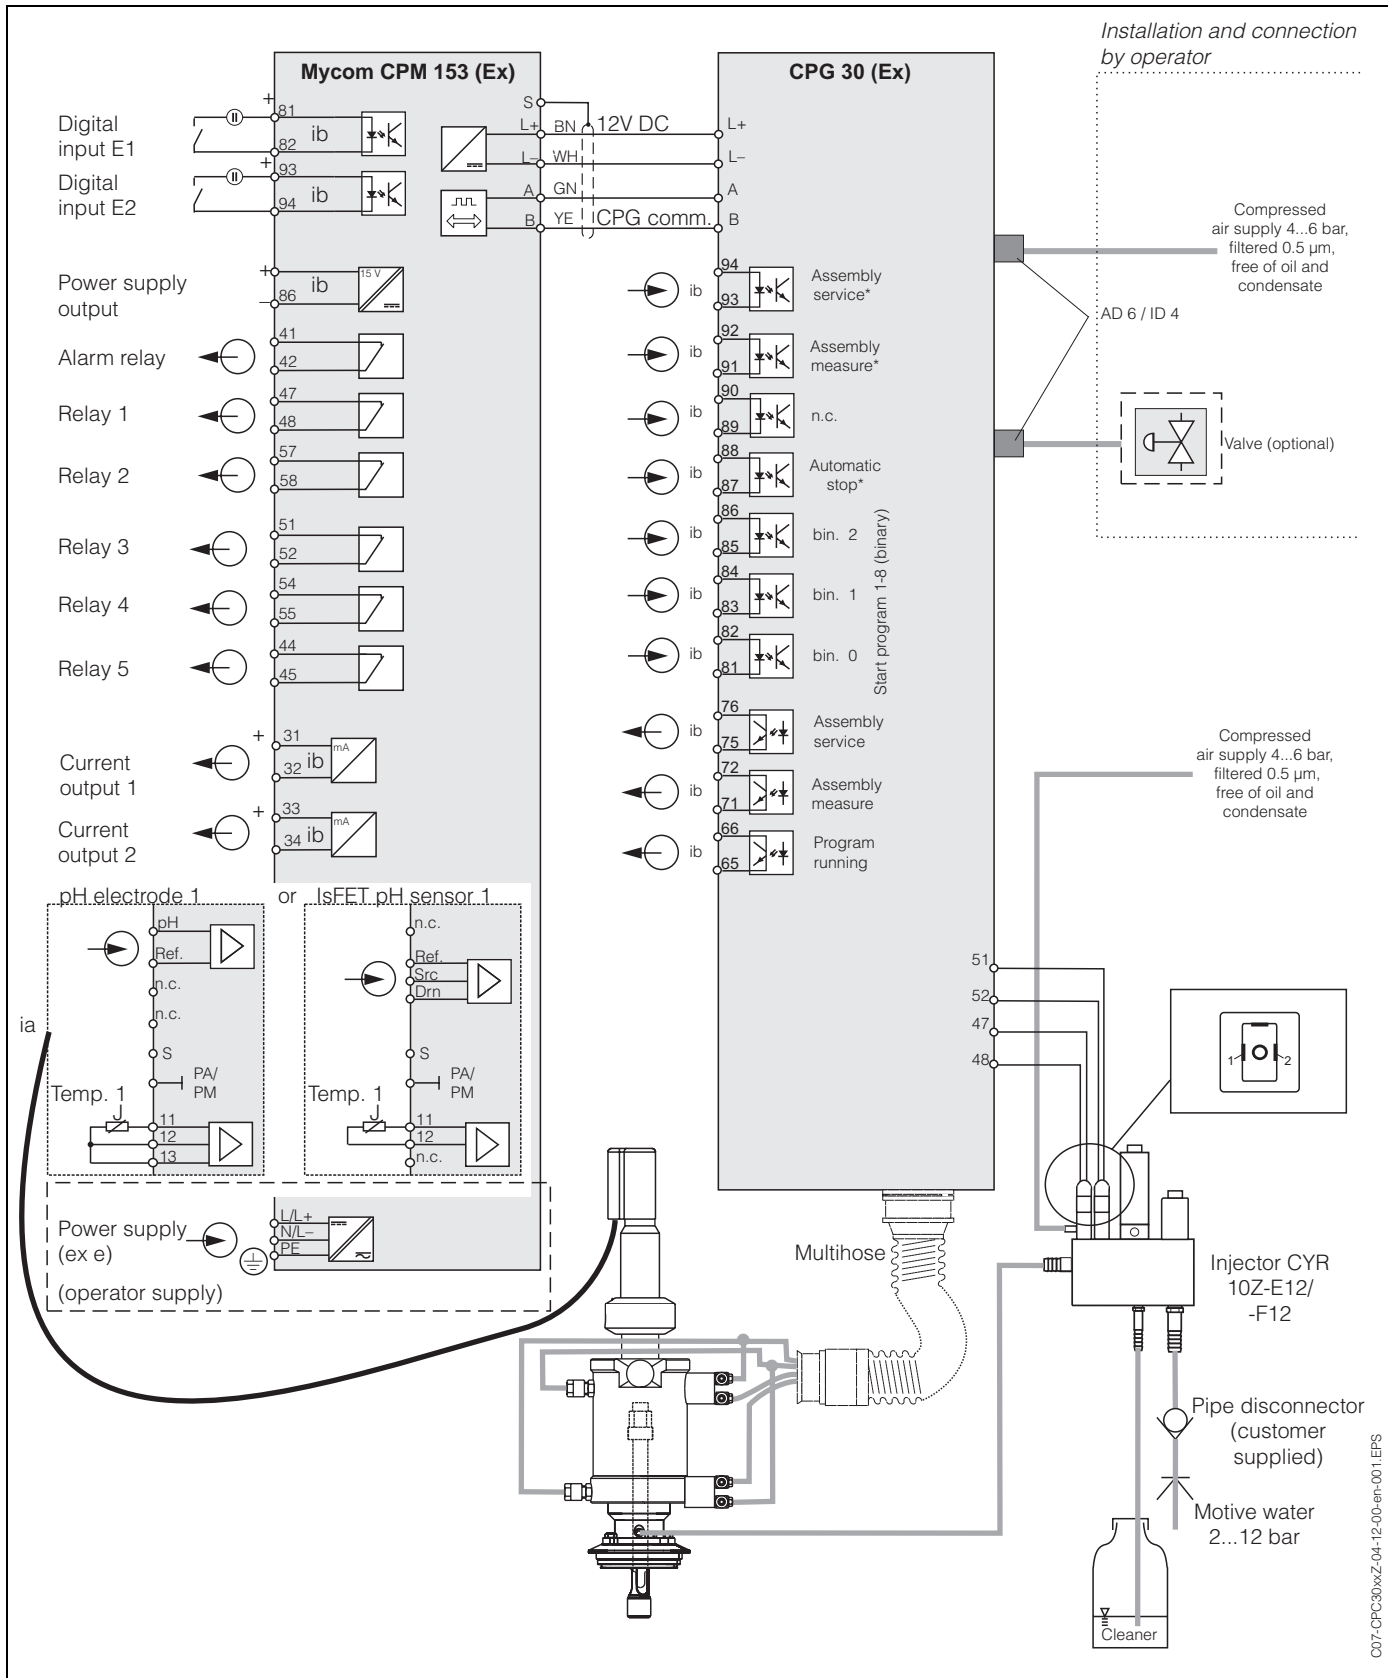 Installation and connection
by operator
Mycom CPM 153 (Ex)
CPG 30 (Ex)
Digital
input E1
+
81
ib
82
Digital
input E2
+
93
ib
94
S
L+
BN
12V DC
L+
L–
WH
L–
A
GN
A
B
YE
CPG comm.
B
Power supply
output
+
ib
15 V
–
86
Alarm relay
41
42
Relay 1
47
48
Relay 2
57
58
Relay 3
51
52
Relay 4
54
55
Relay 5
44
45
Current
output 1
+
31
32
ib
mA
Current
output 2
+
33
34
ib
mA
ib
94
93
Assembly
service*
ib
92
91
Assembly
measure*
ib
90
89
n.c.
ib
88
87
Automatic
stop*
ib
86
85
bin. 2
ib
84
83
bin. 1
ib
82
81
bin. 0
Start program 1-8 (binary)
ib
76
75
Assembly
service
ib
72
71
Assembly
measure
ib
66
65
Program
running
Compressed
air supply 4...6 bar,
filtered 0.5 µm,
free of oil and
condensate
AD 6 / ID 4
Valve (optional)
Compressed
air supply 4...6 bar,
filtered 0.5 µm,
free of oil and
condensate
pH electrode 1
or
IsFET pH sensor 1
pH
Ref.
n.c.
n.c.
S
PA/
PM
Temp. 1
11
12
13
ia
n.c.
Ref.
Src
Drn
S
PA/
PM
Temp. 1
11
12
n.c.
51
52
47
48
1
2
Power supply
(ex e)
(operator supply)
L/L+
N/L–
PE
Multihose
Injector CYR
10Z-E12/
-F12
Pipe disconnector
(customer
supplied)
Motive water
2...12 bar
Cleaner
C07-CPC30xxZ-04-12-00-en-001.EPS